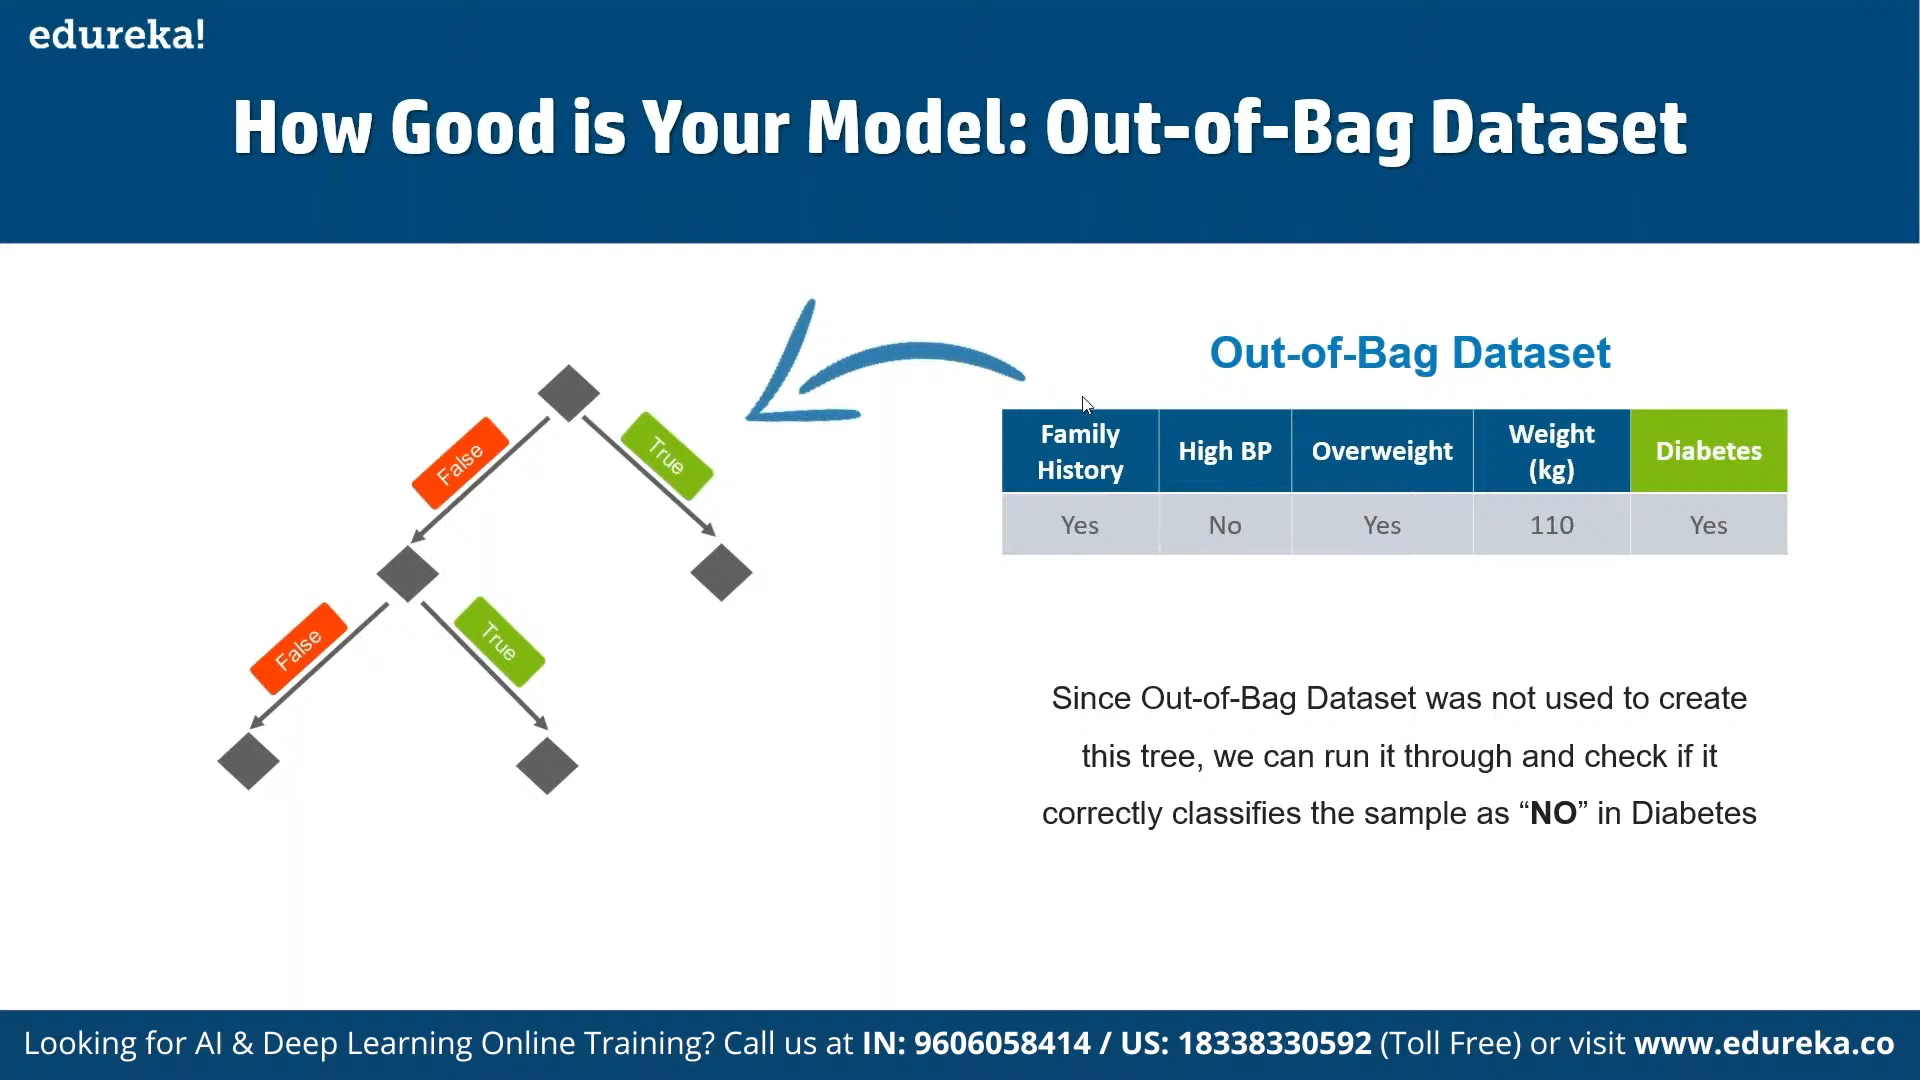 edureka!
How Good is Your Model: Out-of-Bag Dataset
Out-of-Bag Dataset
Family History High BP Overweight Weight (kg) Diabetes
Yes No Yes 110 Yes
False
True
False
True
Since Out-of-Bag Dataset was not used to create
this tree, we can run it through and check if it
correctly classifies the sample as “NO” in Diabetes
Looking for AI & Deep Learning Online Training? Call us at IN: 9606058414 / US: 18338330592 (Toll Free) or visit www.edureka.co